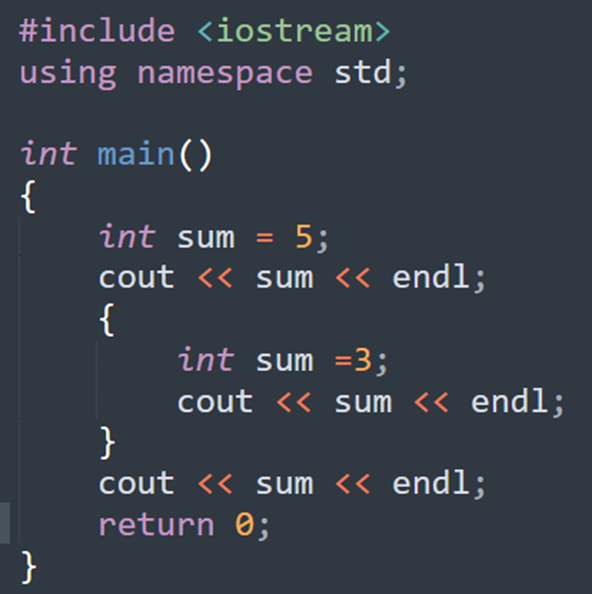 #include <iostream>
using namespace std;

int main()
{
    int sum = 5;
    cout << sum << endl;
    {
        int sum =3;
        cout << sum << endl;
    }
    cout << sum << endl;
    return 0;
}